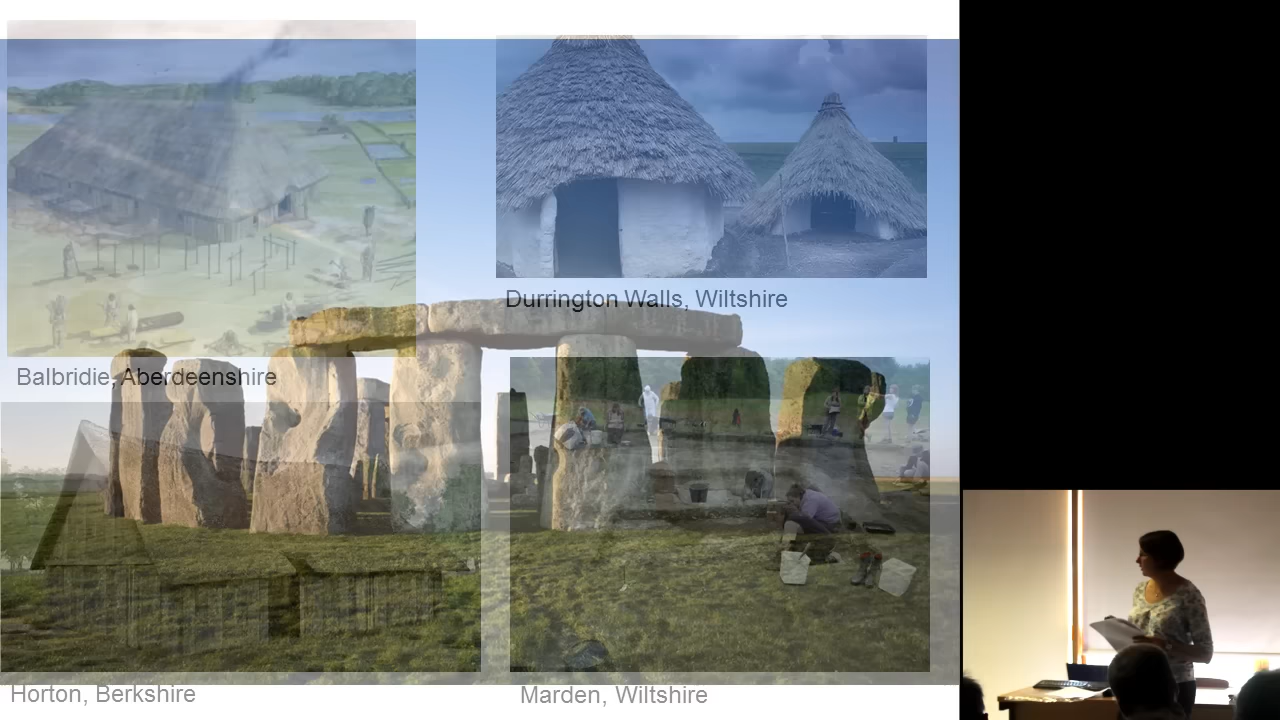 Durrington Walls, Wiltshire
Balbridie, Aberdeenshire
Horton, Berkshire
Marden, Wiltshire